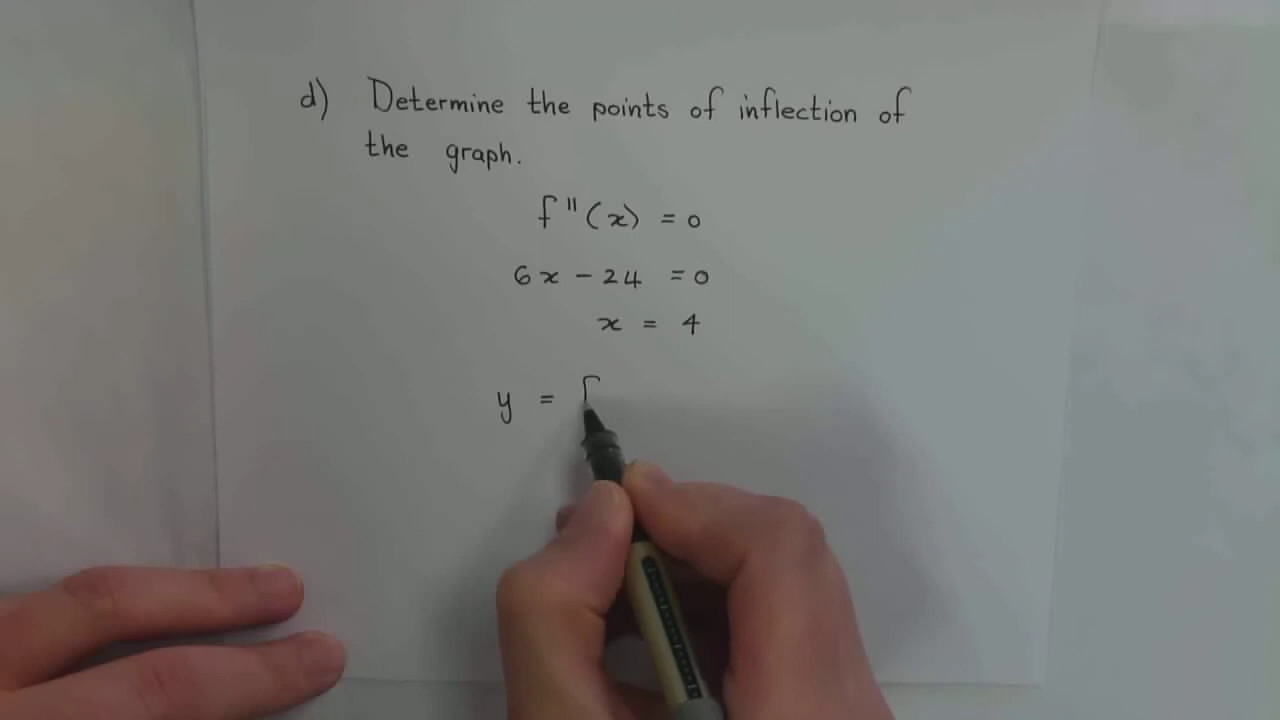 d) Determine the points of inflection of
the graph.
f"(x) = 0
6x - 24 = 0
x = 4
y =